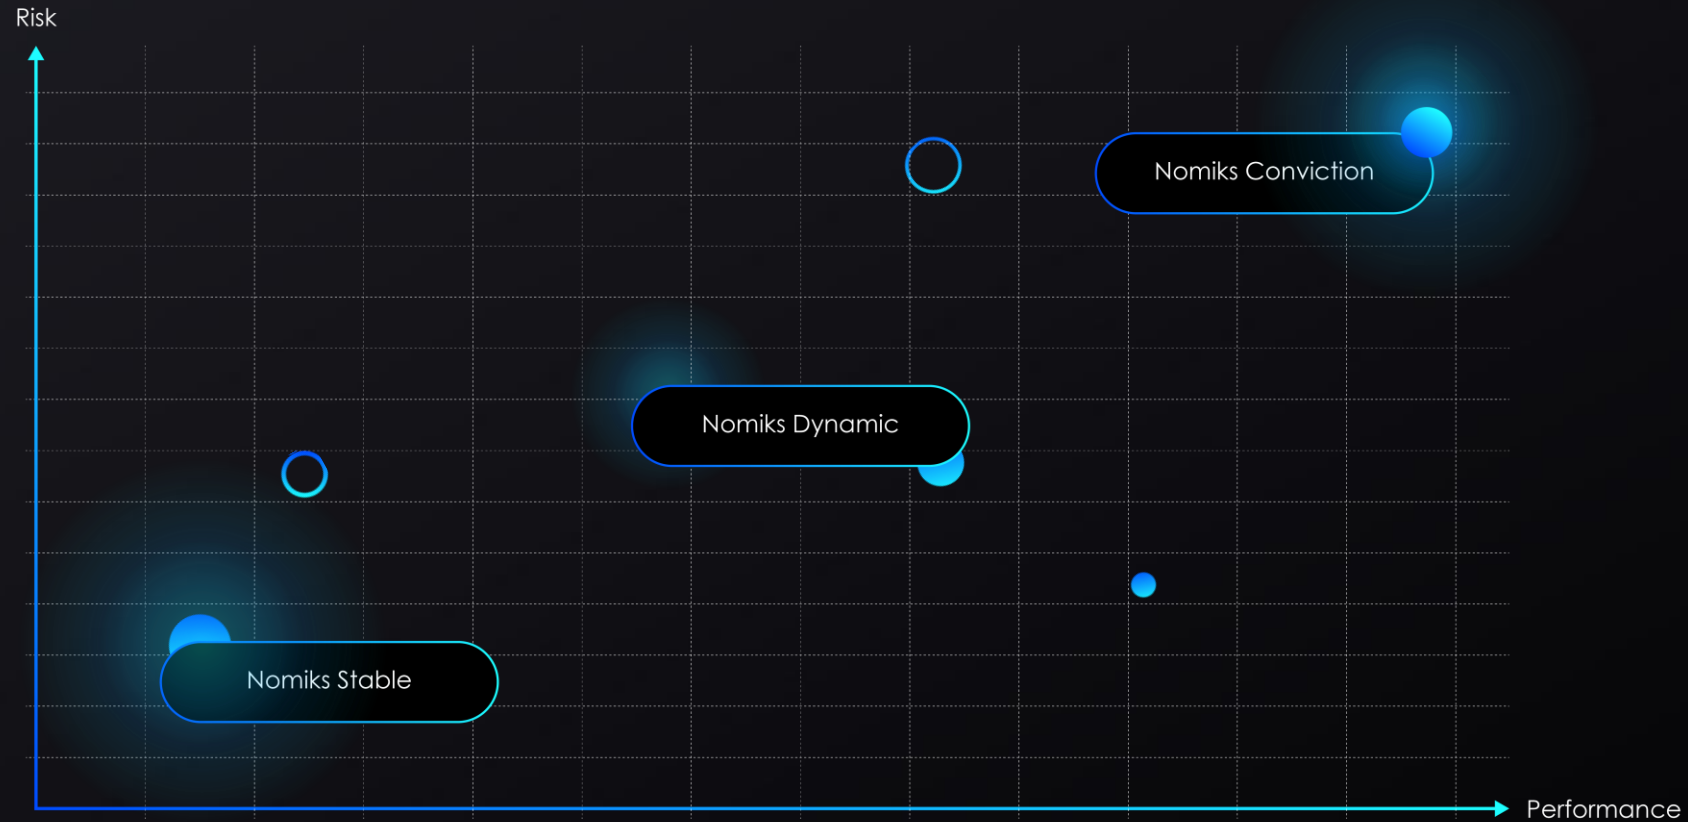 Risk
Nomiks Conviction
Nomiks Dynamic
Nomiks Stable
Performance